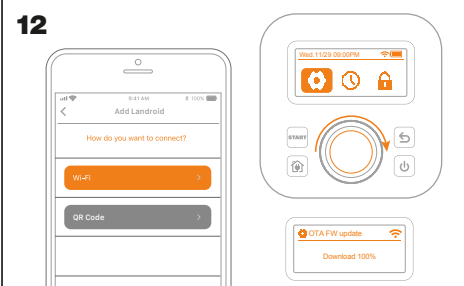 12
9:41 AM 100%
Add Landroid
How do you want to connect?
Wi-Fi
QR Code
Wed.11/29 09:00PM
START
OTA FW update
Download 100%